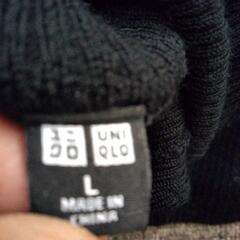 ユニ UNI
クロ QLO
L
MADE IN
CHINA